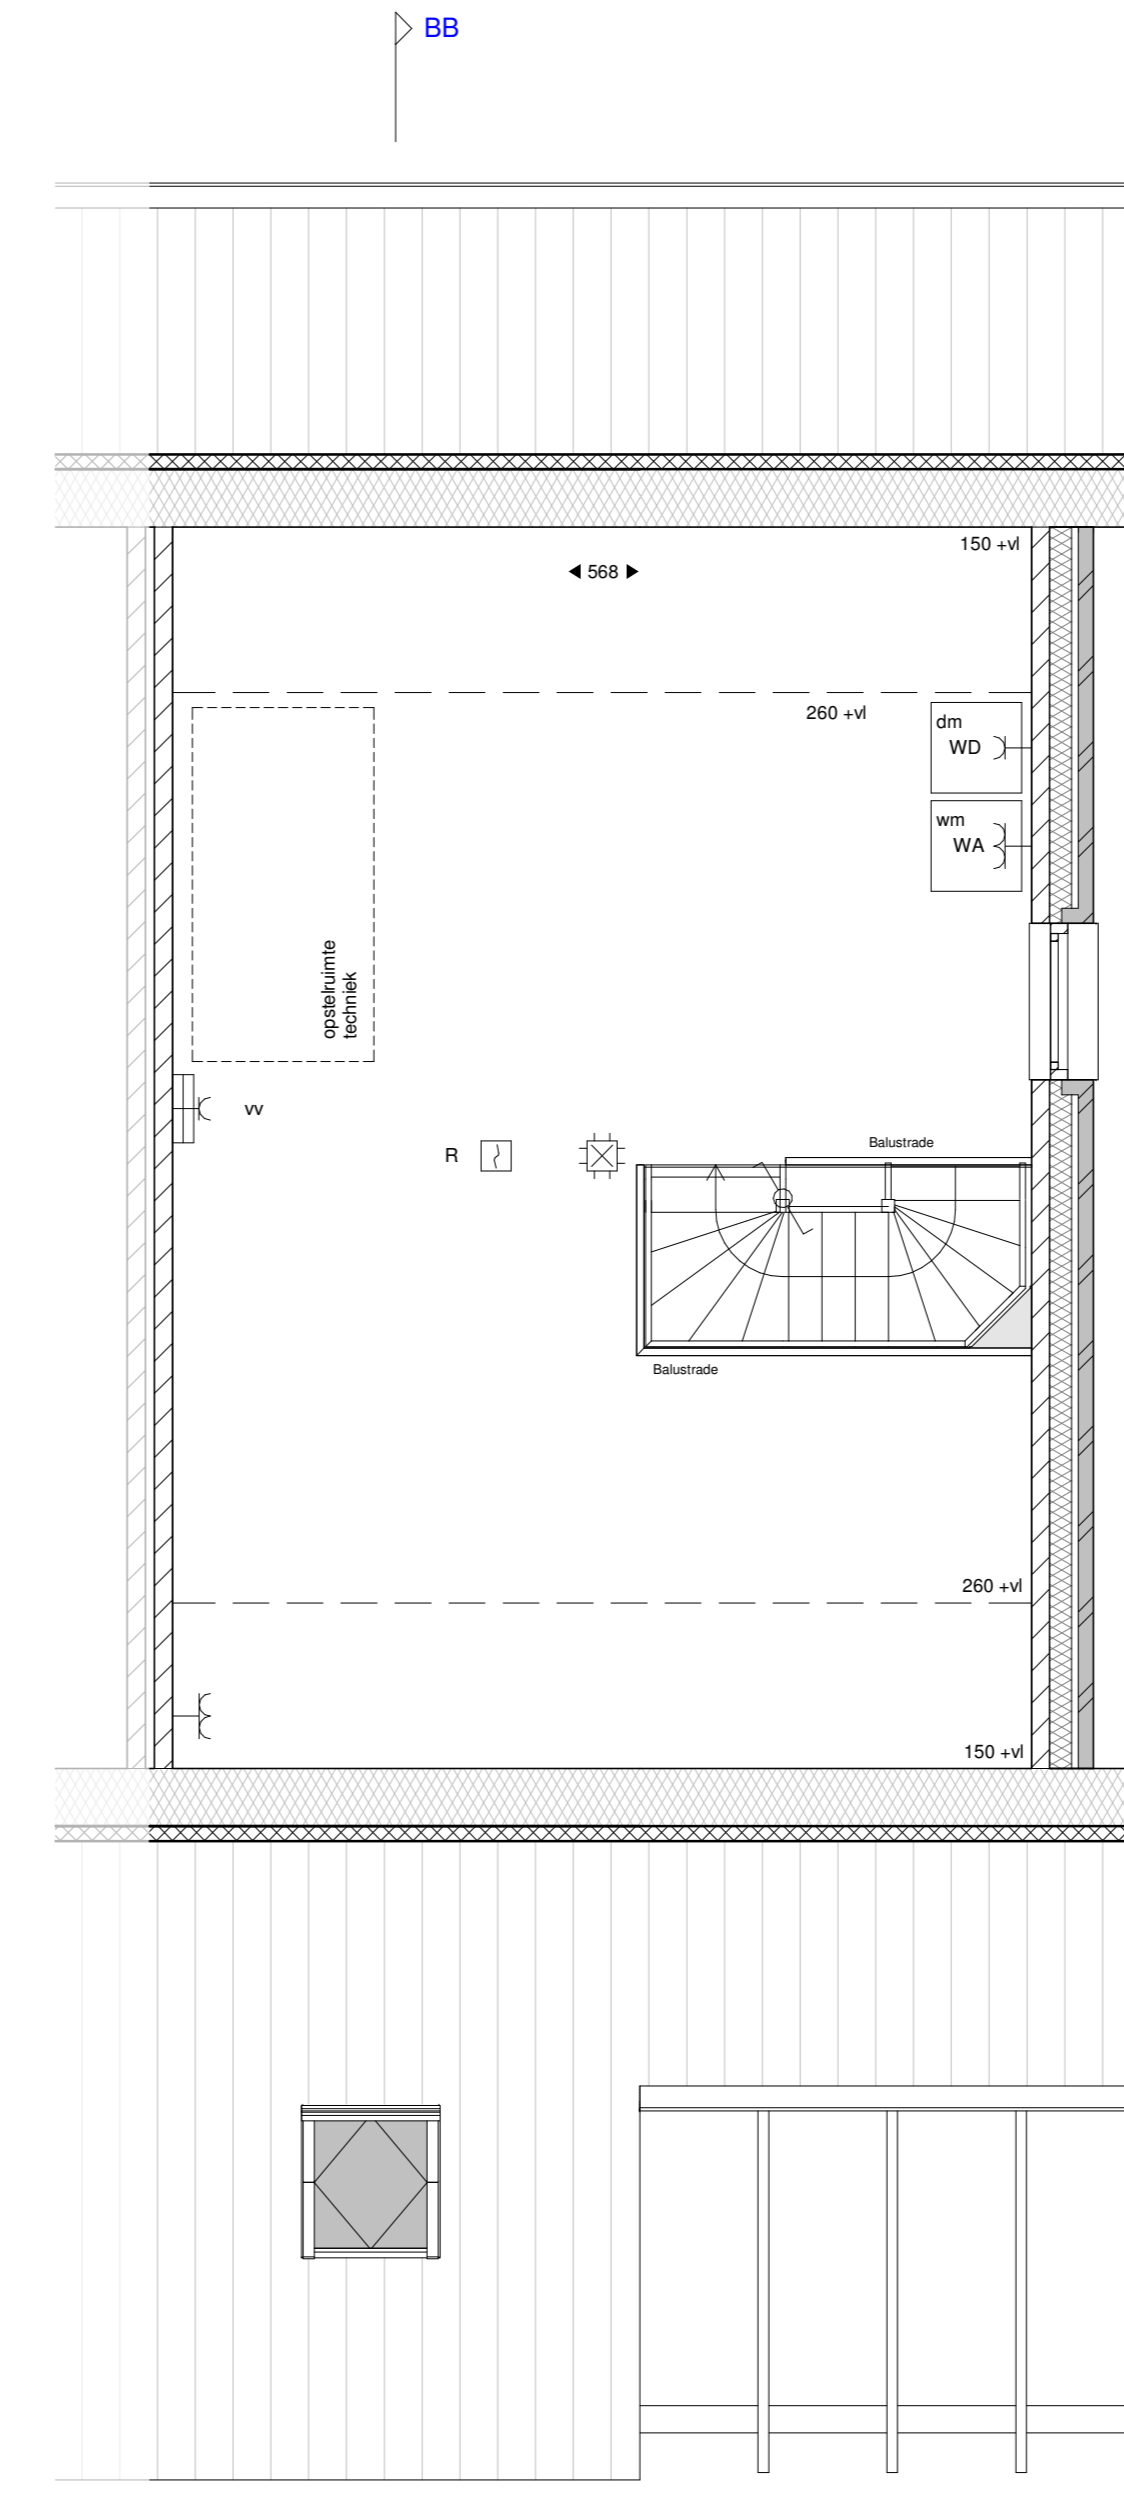 BB
150 +vl
568
260 +vl
dm
WD
wm
WA
opstelruimte
techniek
vv
R
Balustrade
Balustrade
260 +vl
150 +vl